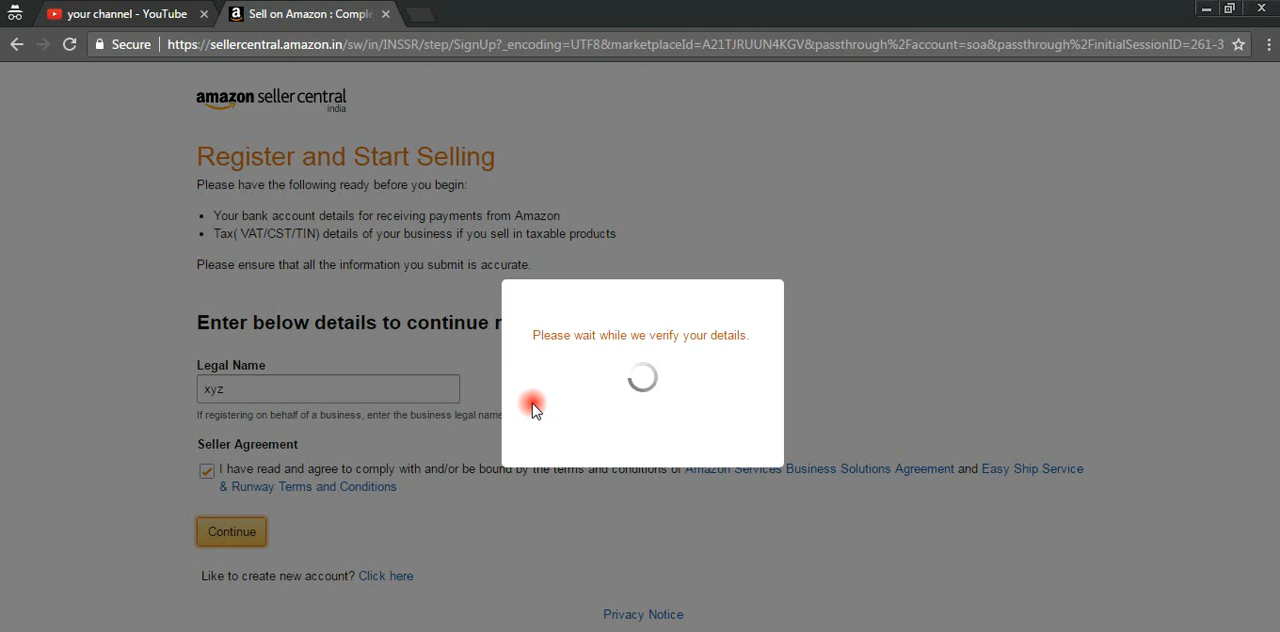 your channel - YouTube
Sell on Amazon : Comple
Secure
https://sellercentral.amazon.in/sw/in/INSSR/step/SignUp?_encoding=UTF8&marketplaceId=A21TJRUUN4KGV&passthrough%2Faccount=soa&passthrough%2FinitialSessionID=261-3
amazon seller central
india
Register and Start Selling
Please have the following ready before you begin:
• Your bank account details for receiving payments from Amazon
• Tax( VAT/CST/TIN) details of your business if you sell in taxable products
Please ensure that all the information you submit is accurate.
Enter below details to continue
Please wait while we verify your details.
Legal Name
xyz
If registering on behalf of a business, enter the business legal name
Seller Agreement
I have read and agree to comply with and/or be bound by the terms and conditions of Amazon Services Business Solutions Agreement and Easy Ship Service
& Runway Terms and Conditions
Continue
Like to create new account? Click here
Privacy Notice